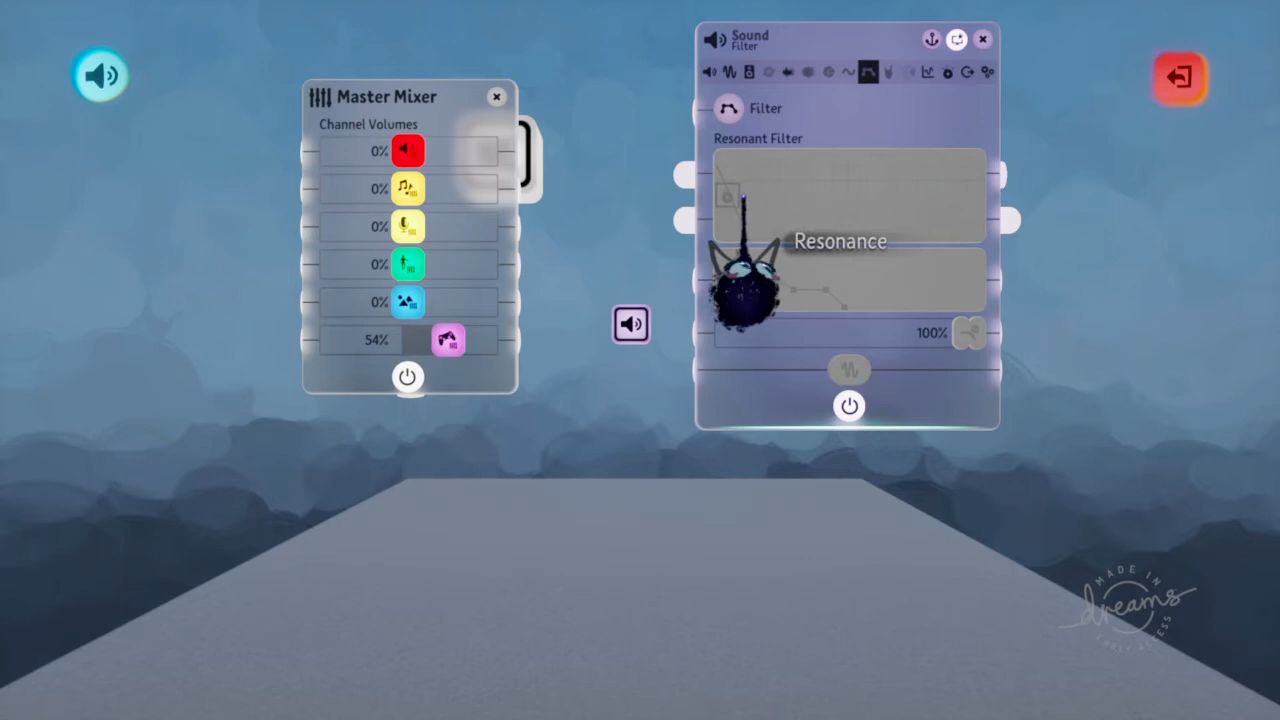 Master Mixer
Channel Volumes
0%
0%
0%
0%
0%
54%
Sound
Filter
Filter
Resonant Filter
Resonance
100%
MADE IN
dreams
EARLY ACCESS